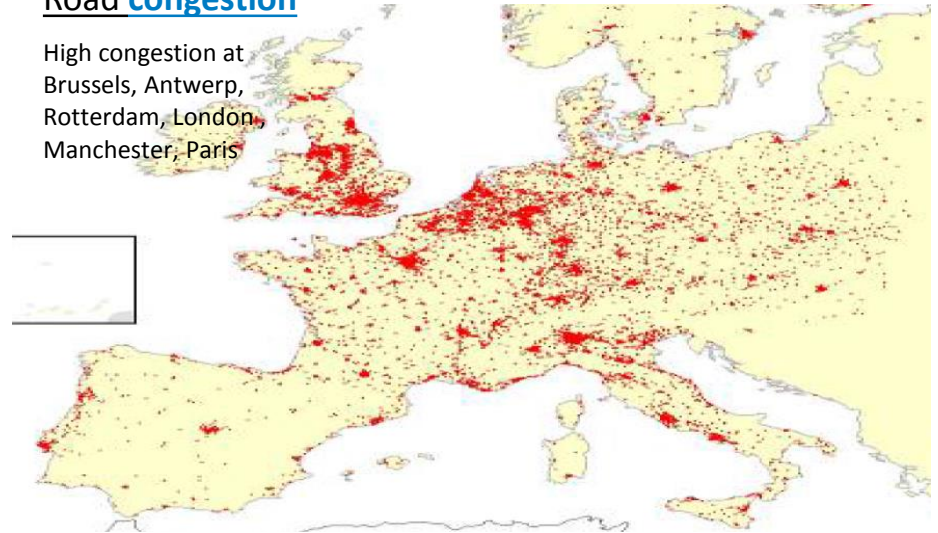 Road congestion
High congestion at
Brussels, Antwerp,
Rotterdam, London,
Manchester, Paris